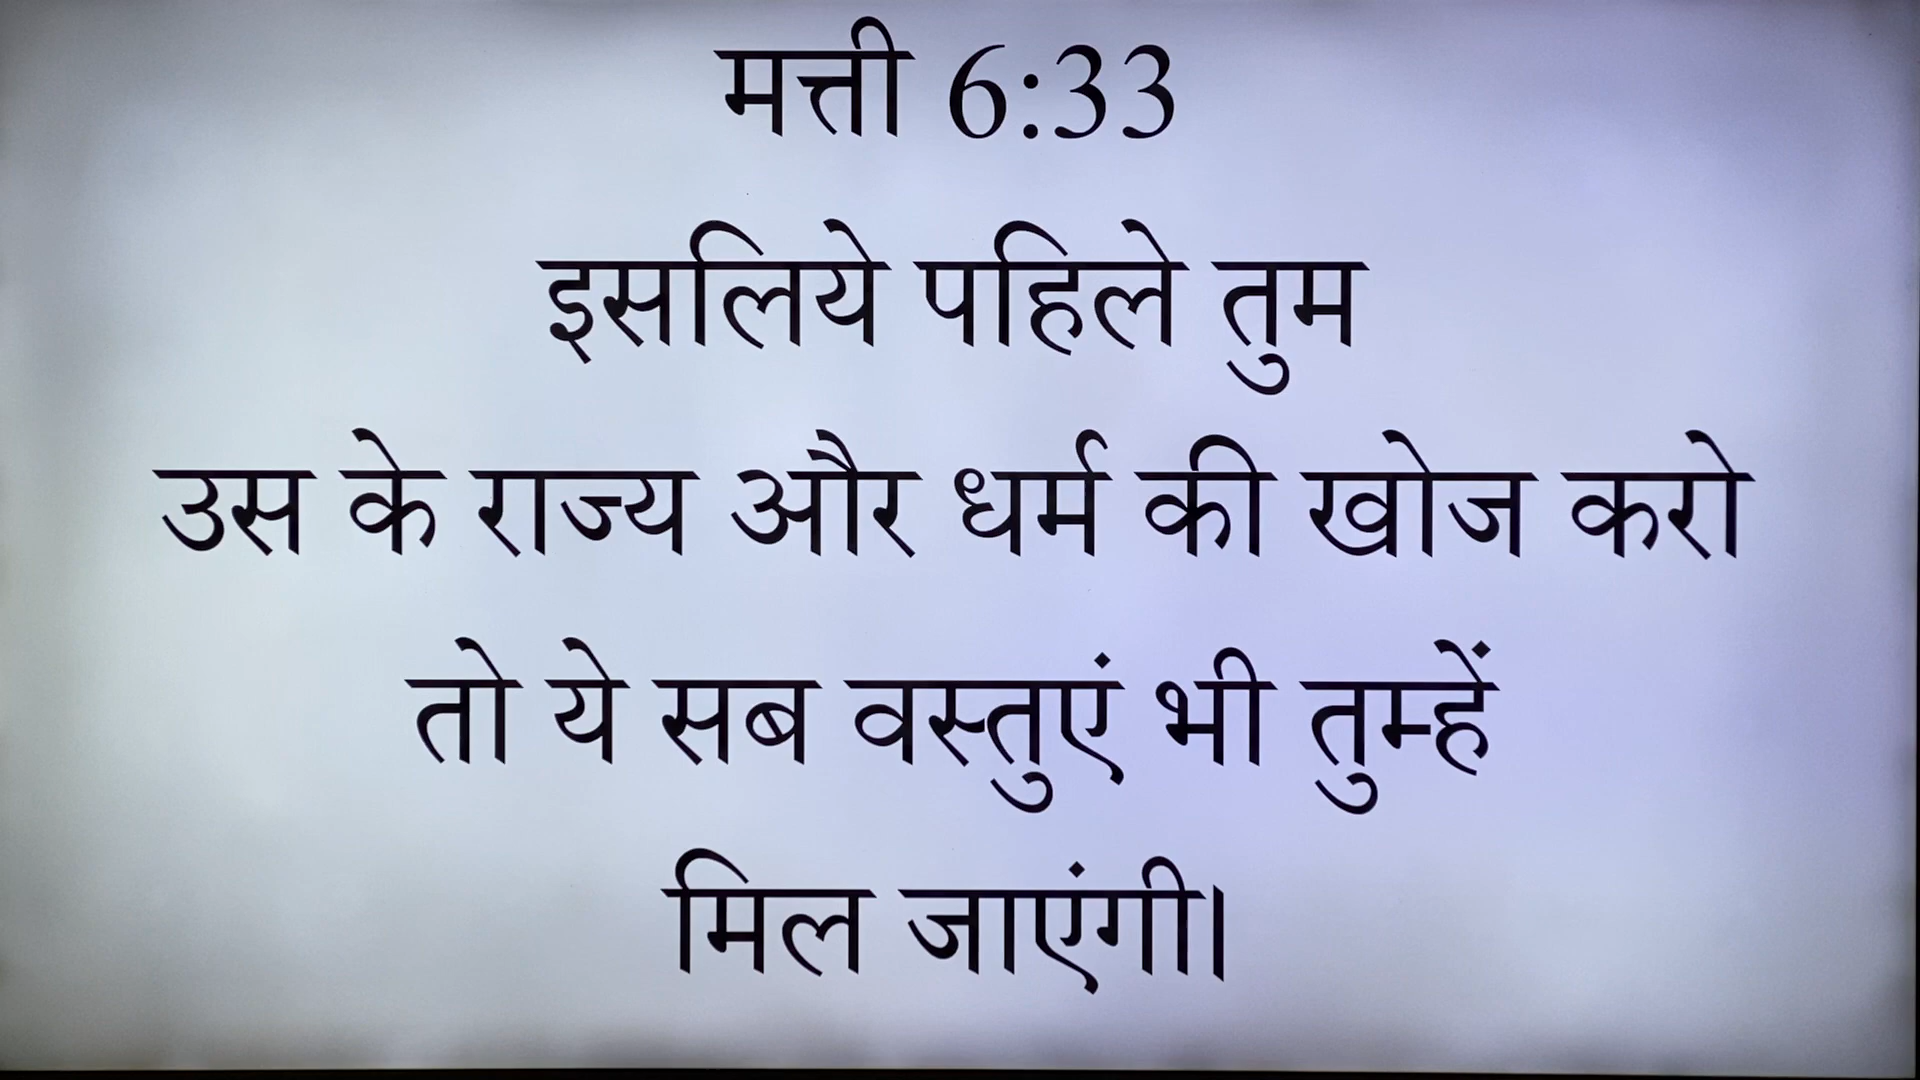 मत्ती 6:33
इसलिये पहिले तुम
उस के राज्य और धर्म की खोज करो
तो ये सब वस्तुएं भी तुम्हें
मिल जाएंगी।